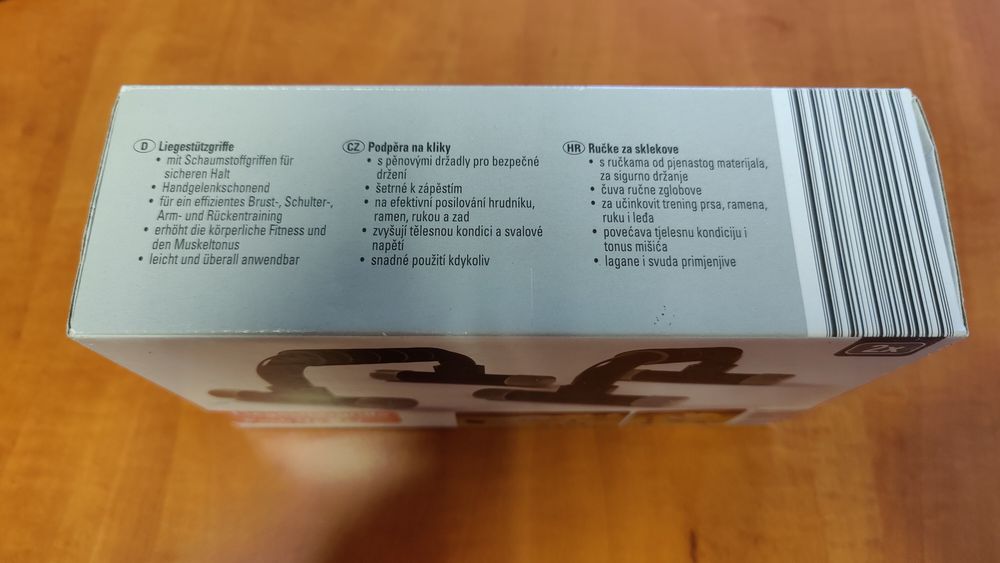 D Liegestützgriffe
• mit Schaumstoffgriffen für
sicheren Halt
• Handgelenkschonend
• für ein effizientes Brust-, Schulter-,
Arm- und Rückentraining
• erhöht die körperliche Fitness und
den Muskeltonus
• leicht und überall anwendbar
CZ Podpěra na kliky
• s pěnovými držadly pro bezpečné
držení
• šetrné k zápěstím
• na efektivní posilování hrudníku,
ramen, rukou a zad
• zvyšují tělesnou kondici a svalové
napětí
• snadné použití kdykoliv
HR Ručke za sklekove
• s ručkama od pjenastog materijala,
za sigurno držanje
• čuva ručne zglobove
• za učinkovit trening prsa, ramena,
ruku i leđa
• povećava tjelesnu kondiciju i
tonus mišića
• lagane i svuda primjenjive
2x